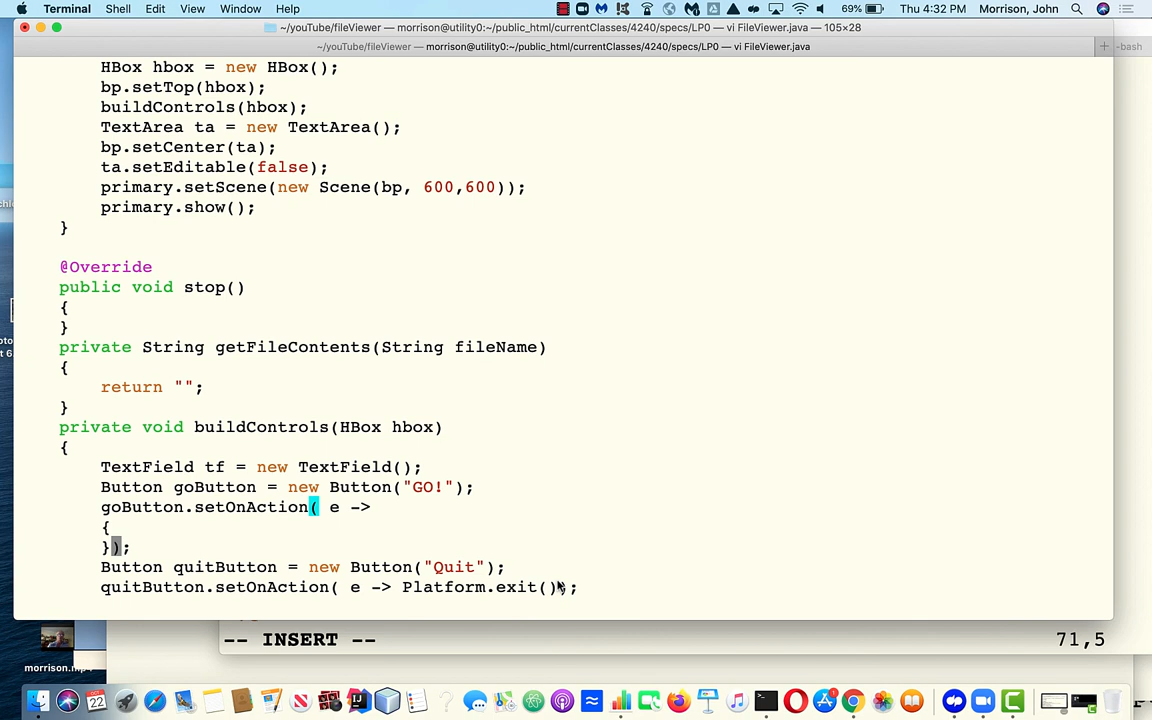 Terminal Shell Edit View Window Help 69% Thu 4:32 PM Morrison, John
~/youTube/fileViewer — morrison@utility0:~/public_html/currentClasses/4240/specs/LP0 — vi FileViewer.java — 105×28
~/youTube/fileViewer — morrison@utility0:~/public_html/currentClasses/4240/specs/LP0 — vi FileViewer.java + -bash
HBox hbox = new HBox();
bp.setTop(hbox);
buildControls(hbox);
TextArea ta = new TextArea();
bp.setCenter(ta);
ta.setEditable(false);
primary.setScene(new Scene(bp, 600,600));
primary.show();
}
@Override
public void stop()
{
}
private String getFileContents(String fileName)
{
return "";
}
private void buildControls(HBox hbox)
{
TextField tf = new TextField();
Button goButton = new Button("GO!");
goButton.setOnAction( e ->
{
});
Button quitButton = new Button("Quit");
quitButton.setOnAction( e -> Platform.exit());
-- INSERT -- 71,5
morrison.mp4
22